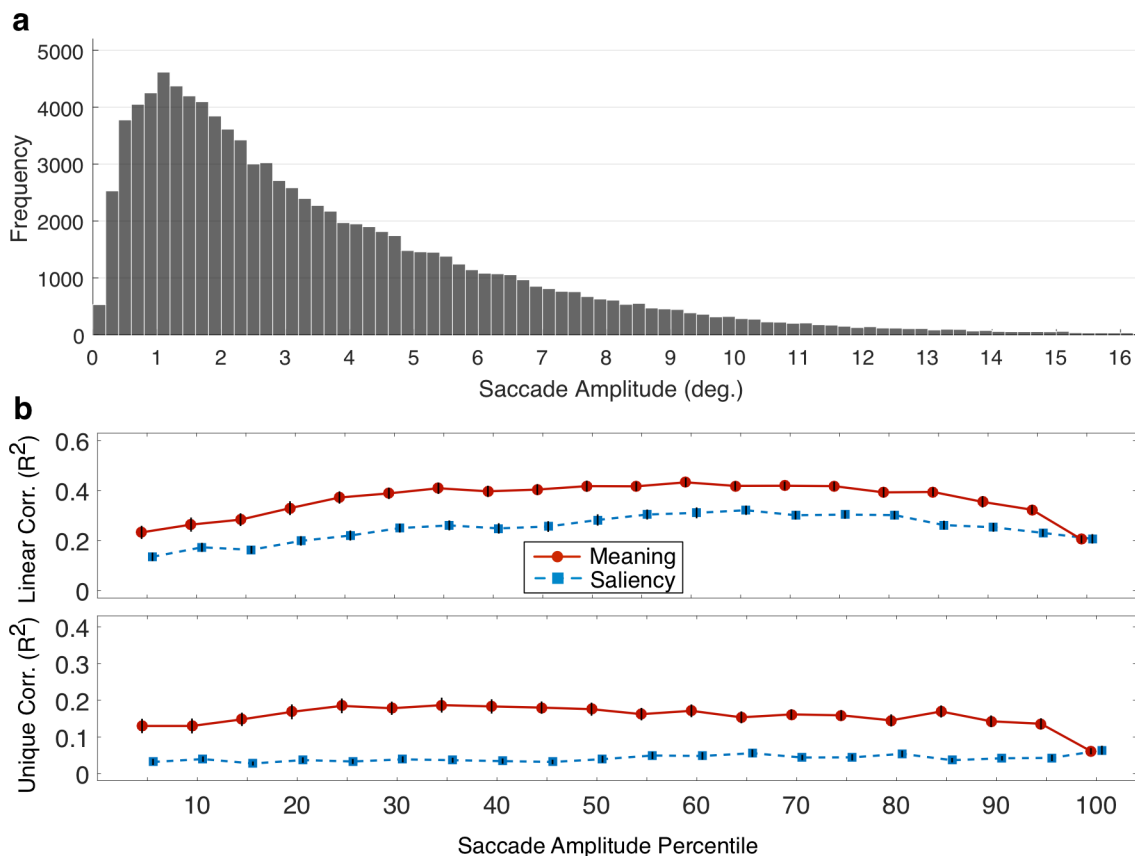 a
5000
4000
3000
2000
1000
0
Frequency
0 1 2 3 4 5 6 7 8 9 10 11 12 13 14 15 16
Saccade Amplitude (deg.)
b
0.6
0.4
0.2
0
Linear Corr. (R²)
Meaning
Saliency
0.4
0.3
0.2
0.1
0
Unique Corr. (R²)
10 20 30 40 50 60 70 80 90 100
Saccade Amplitude Percentile